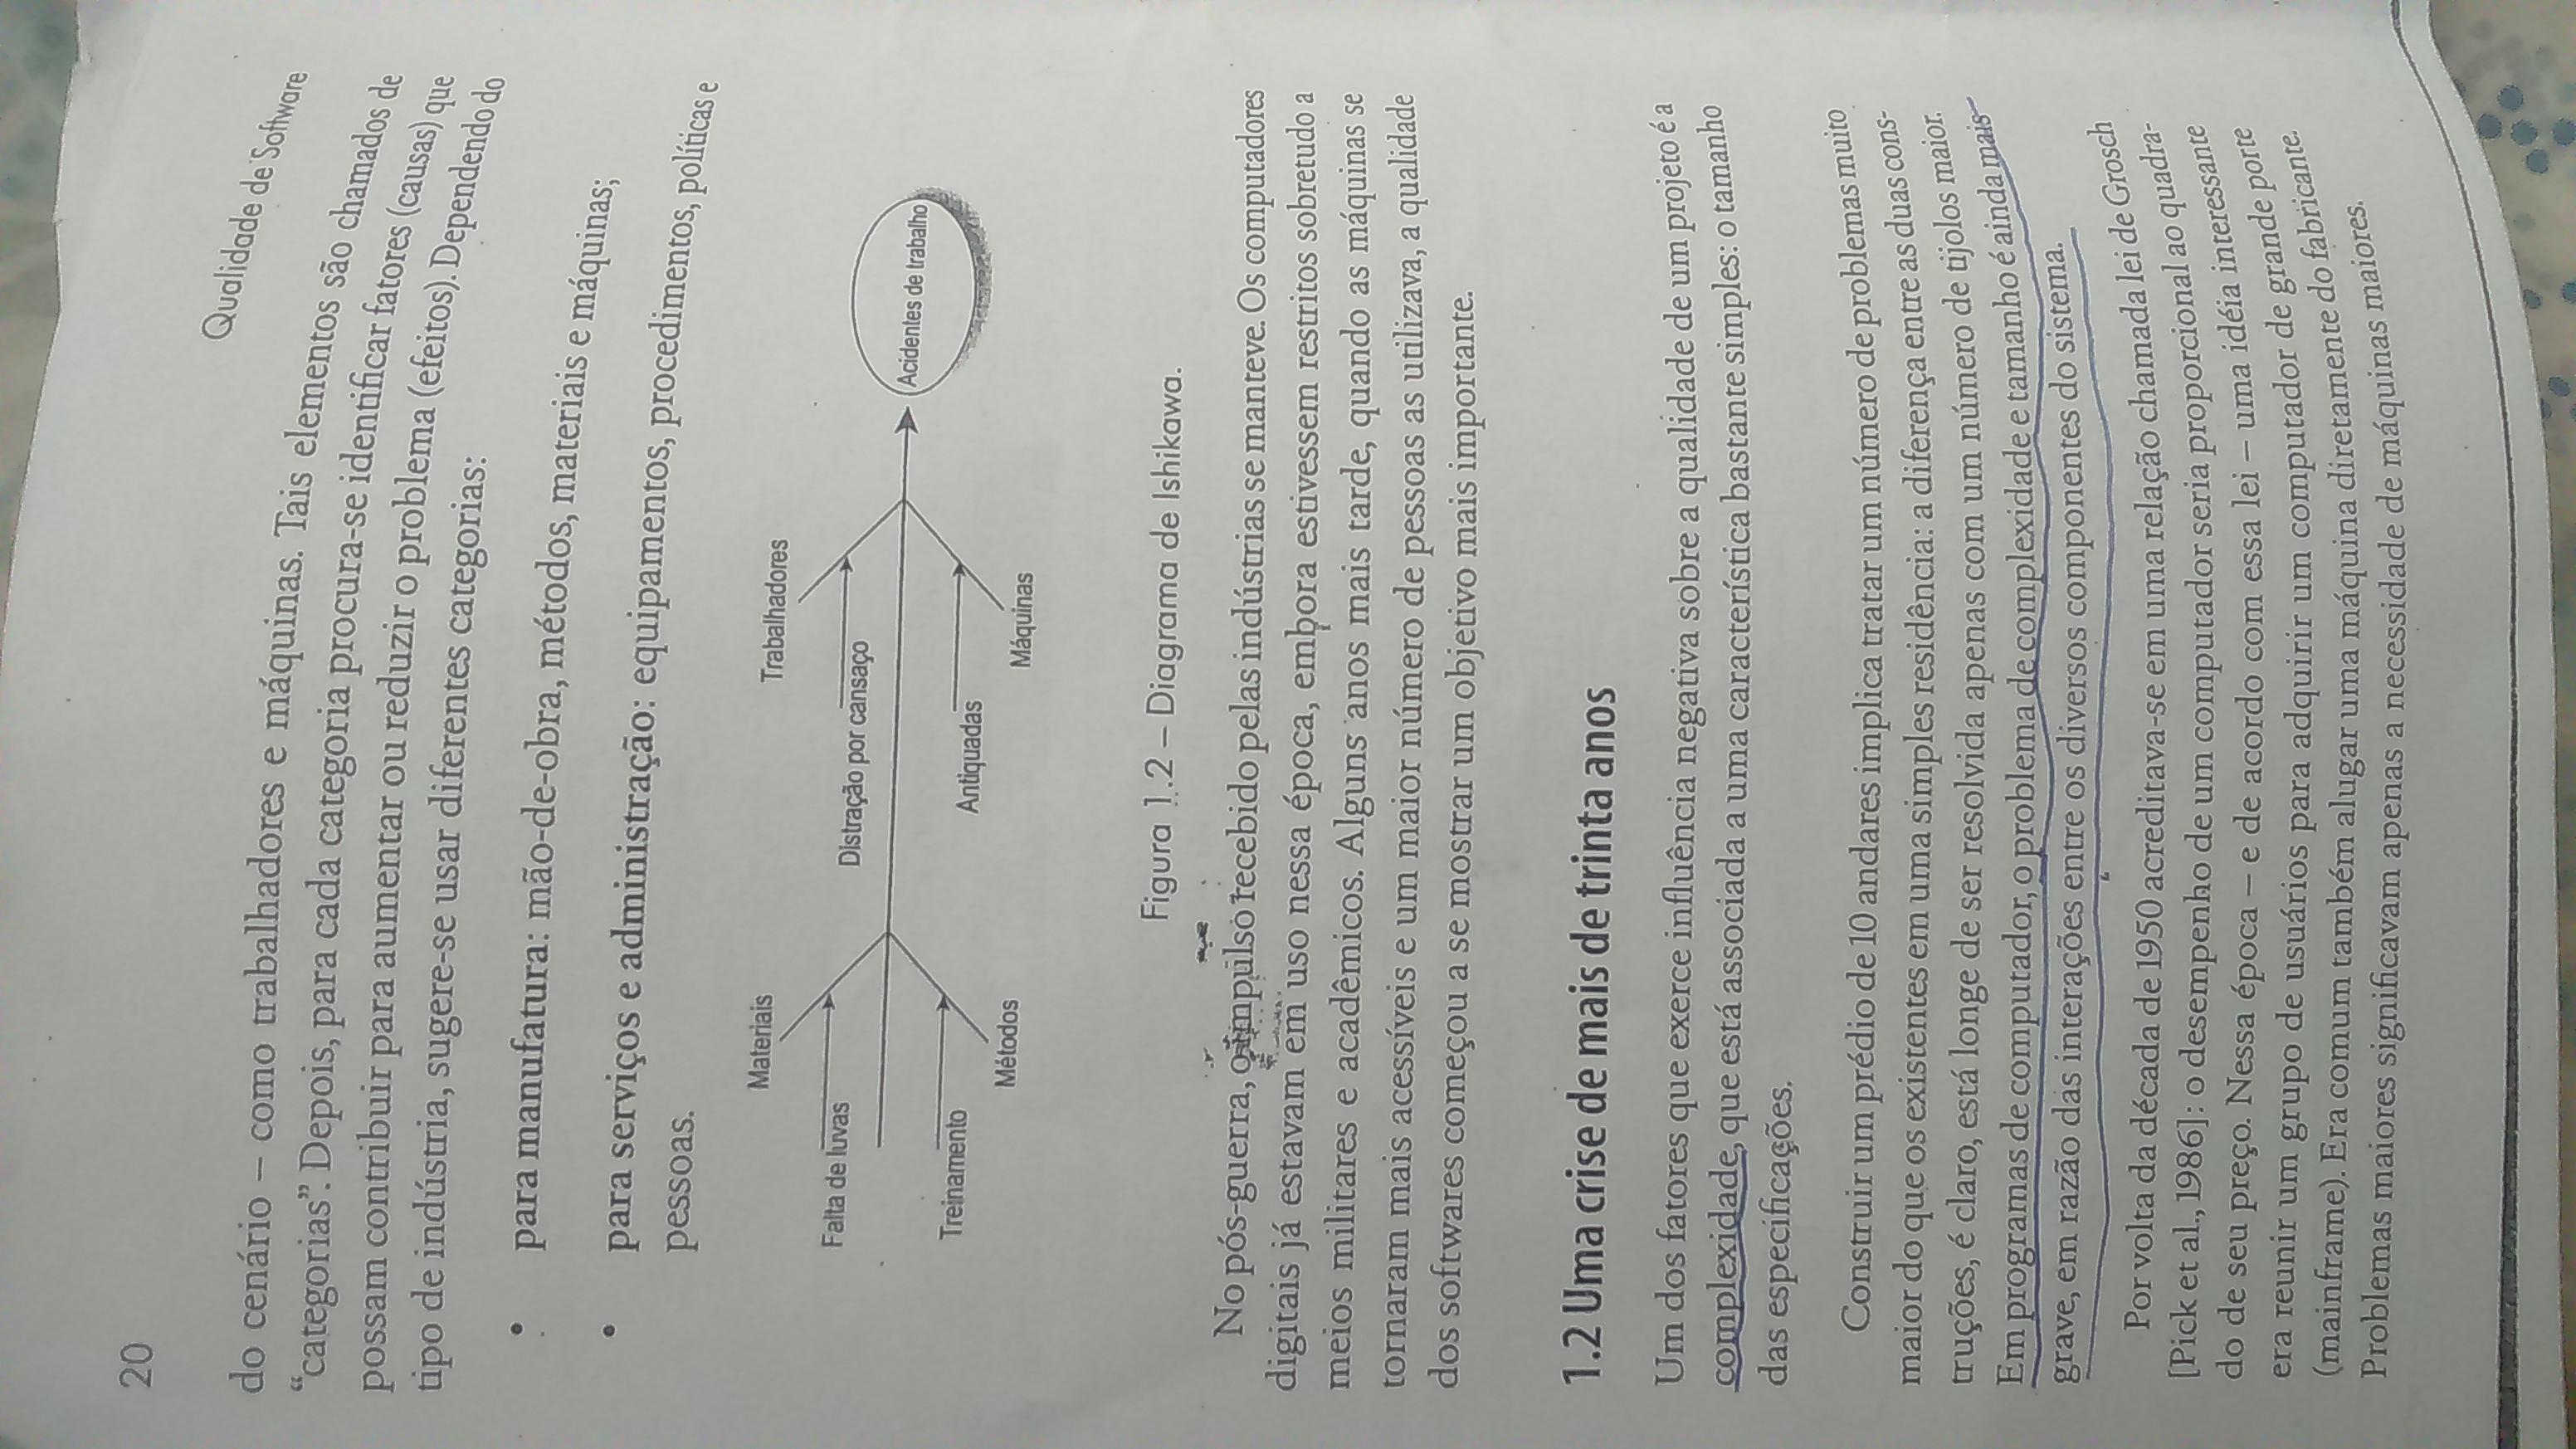 20
Qualidade de Software
do cenário – como trabalhadores e máquinas. Tais elementos são chamados de
“categorias”. Depois, para cada categoria procura-se identificar fatores (causas) que
possam contribuir para aumentar ou reduzir o problema (efeitos). Dependendo do
tipo de indústria, sugere-se usar diferentes categorias:
• para manufatura: mão-de-obra, métodos, materiais e máquinas;
• para serviços e administração: equipamentos, procedimentos, políticas e
pessoas.
Materiais
Trabalhadores
Falta de luvas
Distração por cansaço
Acidentes de trabalho
Treinamento
Antiquadas
Métodos
Máquinas
Figura 1.2 – Diagrama de Ishikawa.
No pós-guerra, o impulso recebido pelas indústrias se manteve. Os computadores
digitais já estavam em uso nessa época, embora estivessem restritos sobretudo a
meios militares e acadêmicos. Alguns anos mais tarde, quando as máquinas se
tornaram mais acessíveis e um maior número de pessoas as utilizava, a qualidade
dos softwares começou a se mostrar um objetivo mais importante.
1.2 Uma crise de mais de trinta anos
Um dos fatores que exerce influência negativa sobre a qualidade de um projeto é a
complexidade, que está associada a uma característica bastante simples: o tamanho
das especificações.
Construir um prédio de 10 andares implica tratar um número de problemas muito
maior do que os existentes em uma simples residência: a diferença entre as duas cons-
truções, é claro, está longe de ser resolvida apenas com um número de tijolos maior.
Em programas de computador, o problema de complexidade e tamanho é ainda mais
grave, em razão das interações entre os diversos componentes do sistema.
Por volta da década de 1950 acreditava-se em uma relação chamada lei de Grosch
[Pick et al., 1986]: o desempenho de um computador seria proporcional ao quadra-
do de seu preço. Nessa época – e de acordo com essa lei – uma idéia interessante
era reunir um grupo de usuários para adquirir um computador de grande porte
(mainframe). Era comum também alugar uma máquina diretamente do fabricante.
Problemas maiores significavam apenas a necessidade de máquinas maiores.